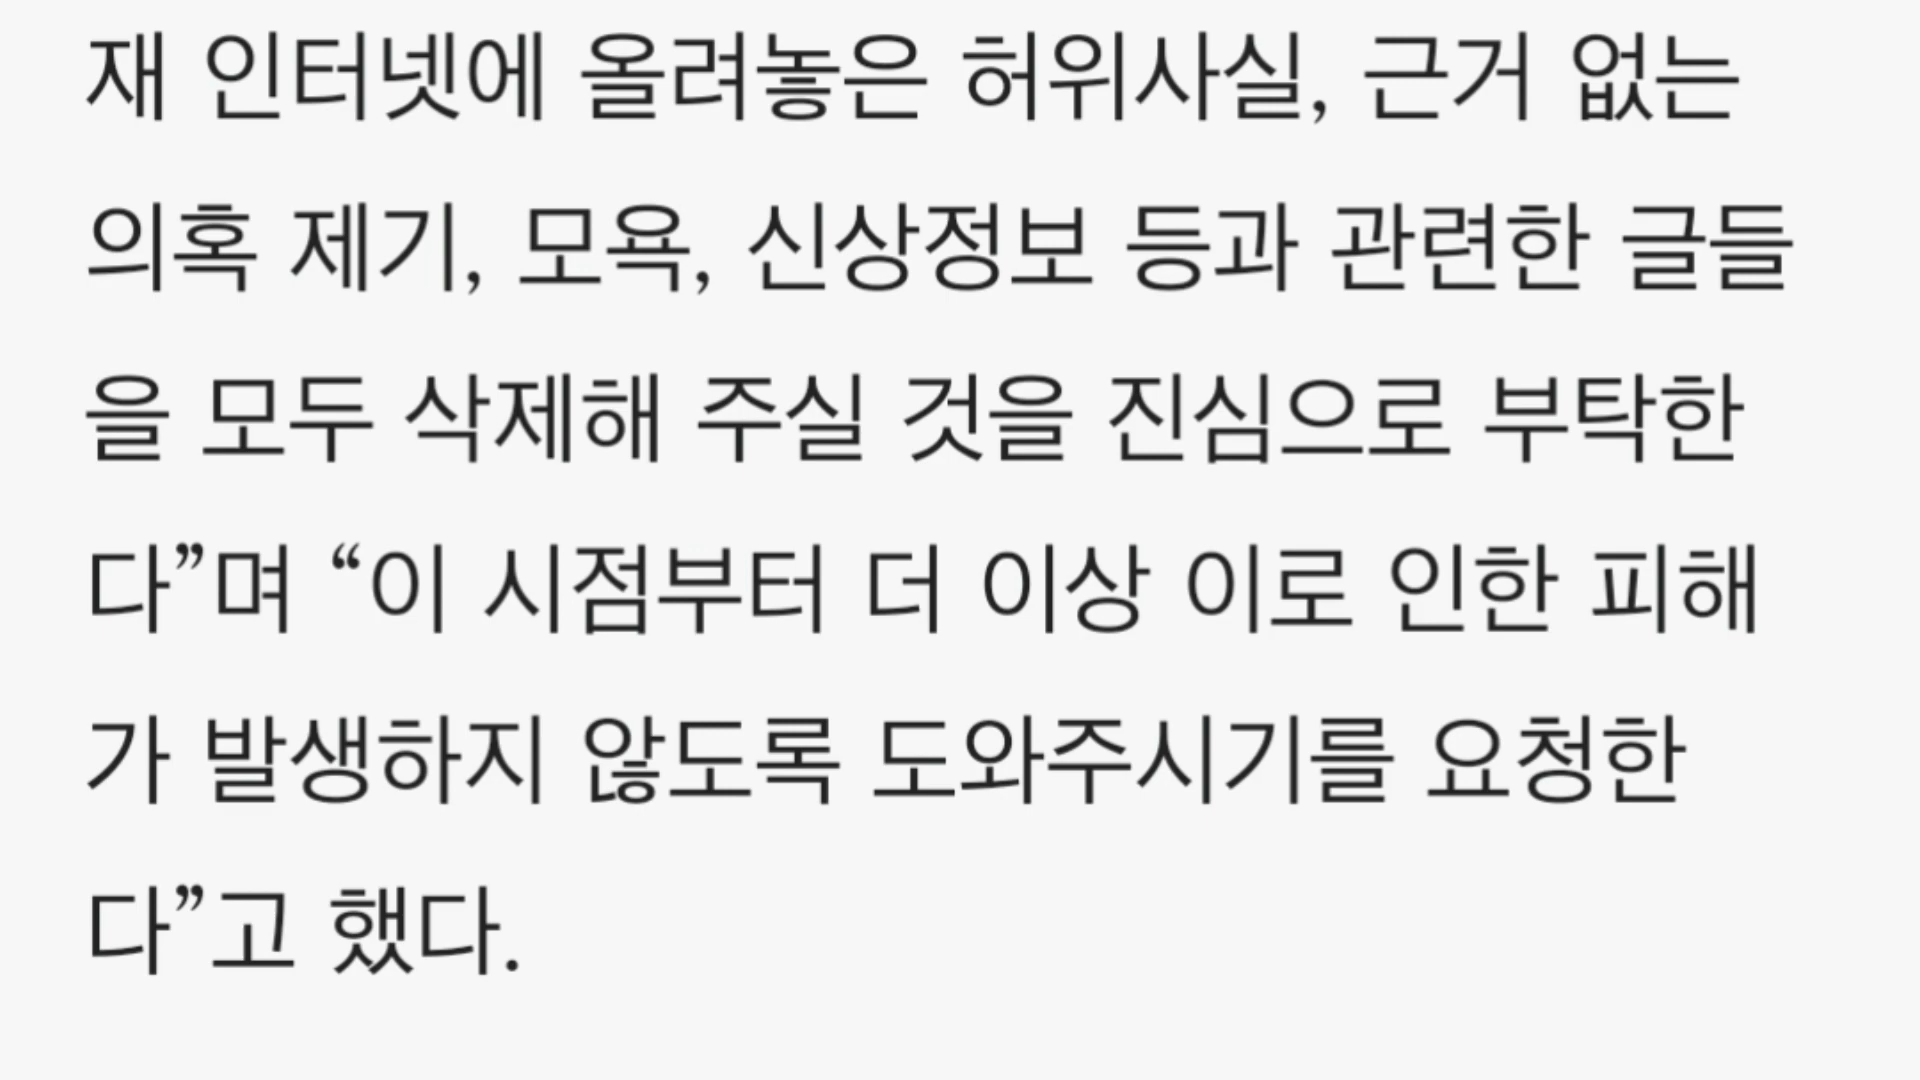 재 인터넷에 올려놓은 허위사실, 근거 없는
의혹 제기, 모욕, 신상정보 등과 관련한 글들
을 모두 삭제해 주실 것을 진심으로 부탁한
다”며 “이 시점부터 더 이상 이로 인한 피해
가 발생하지 않도록 도와주시기를 요청한
다”고 했다.